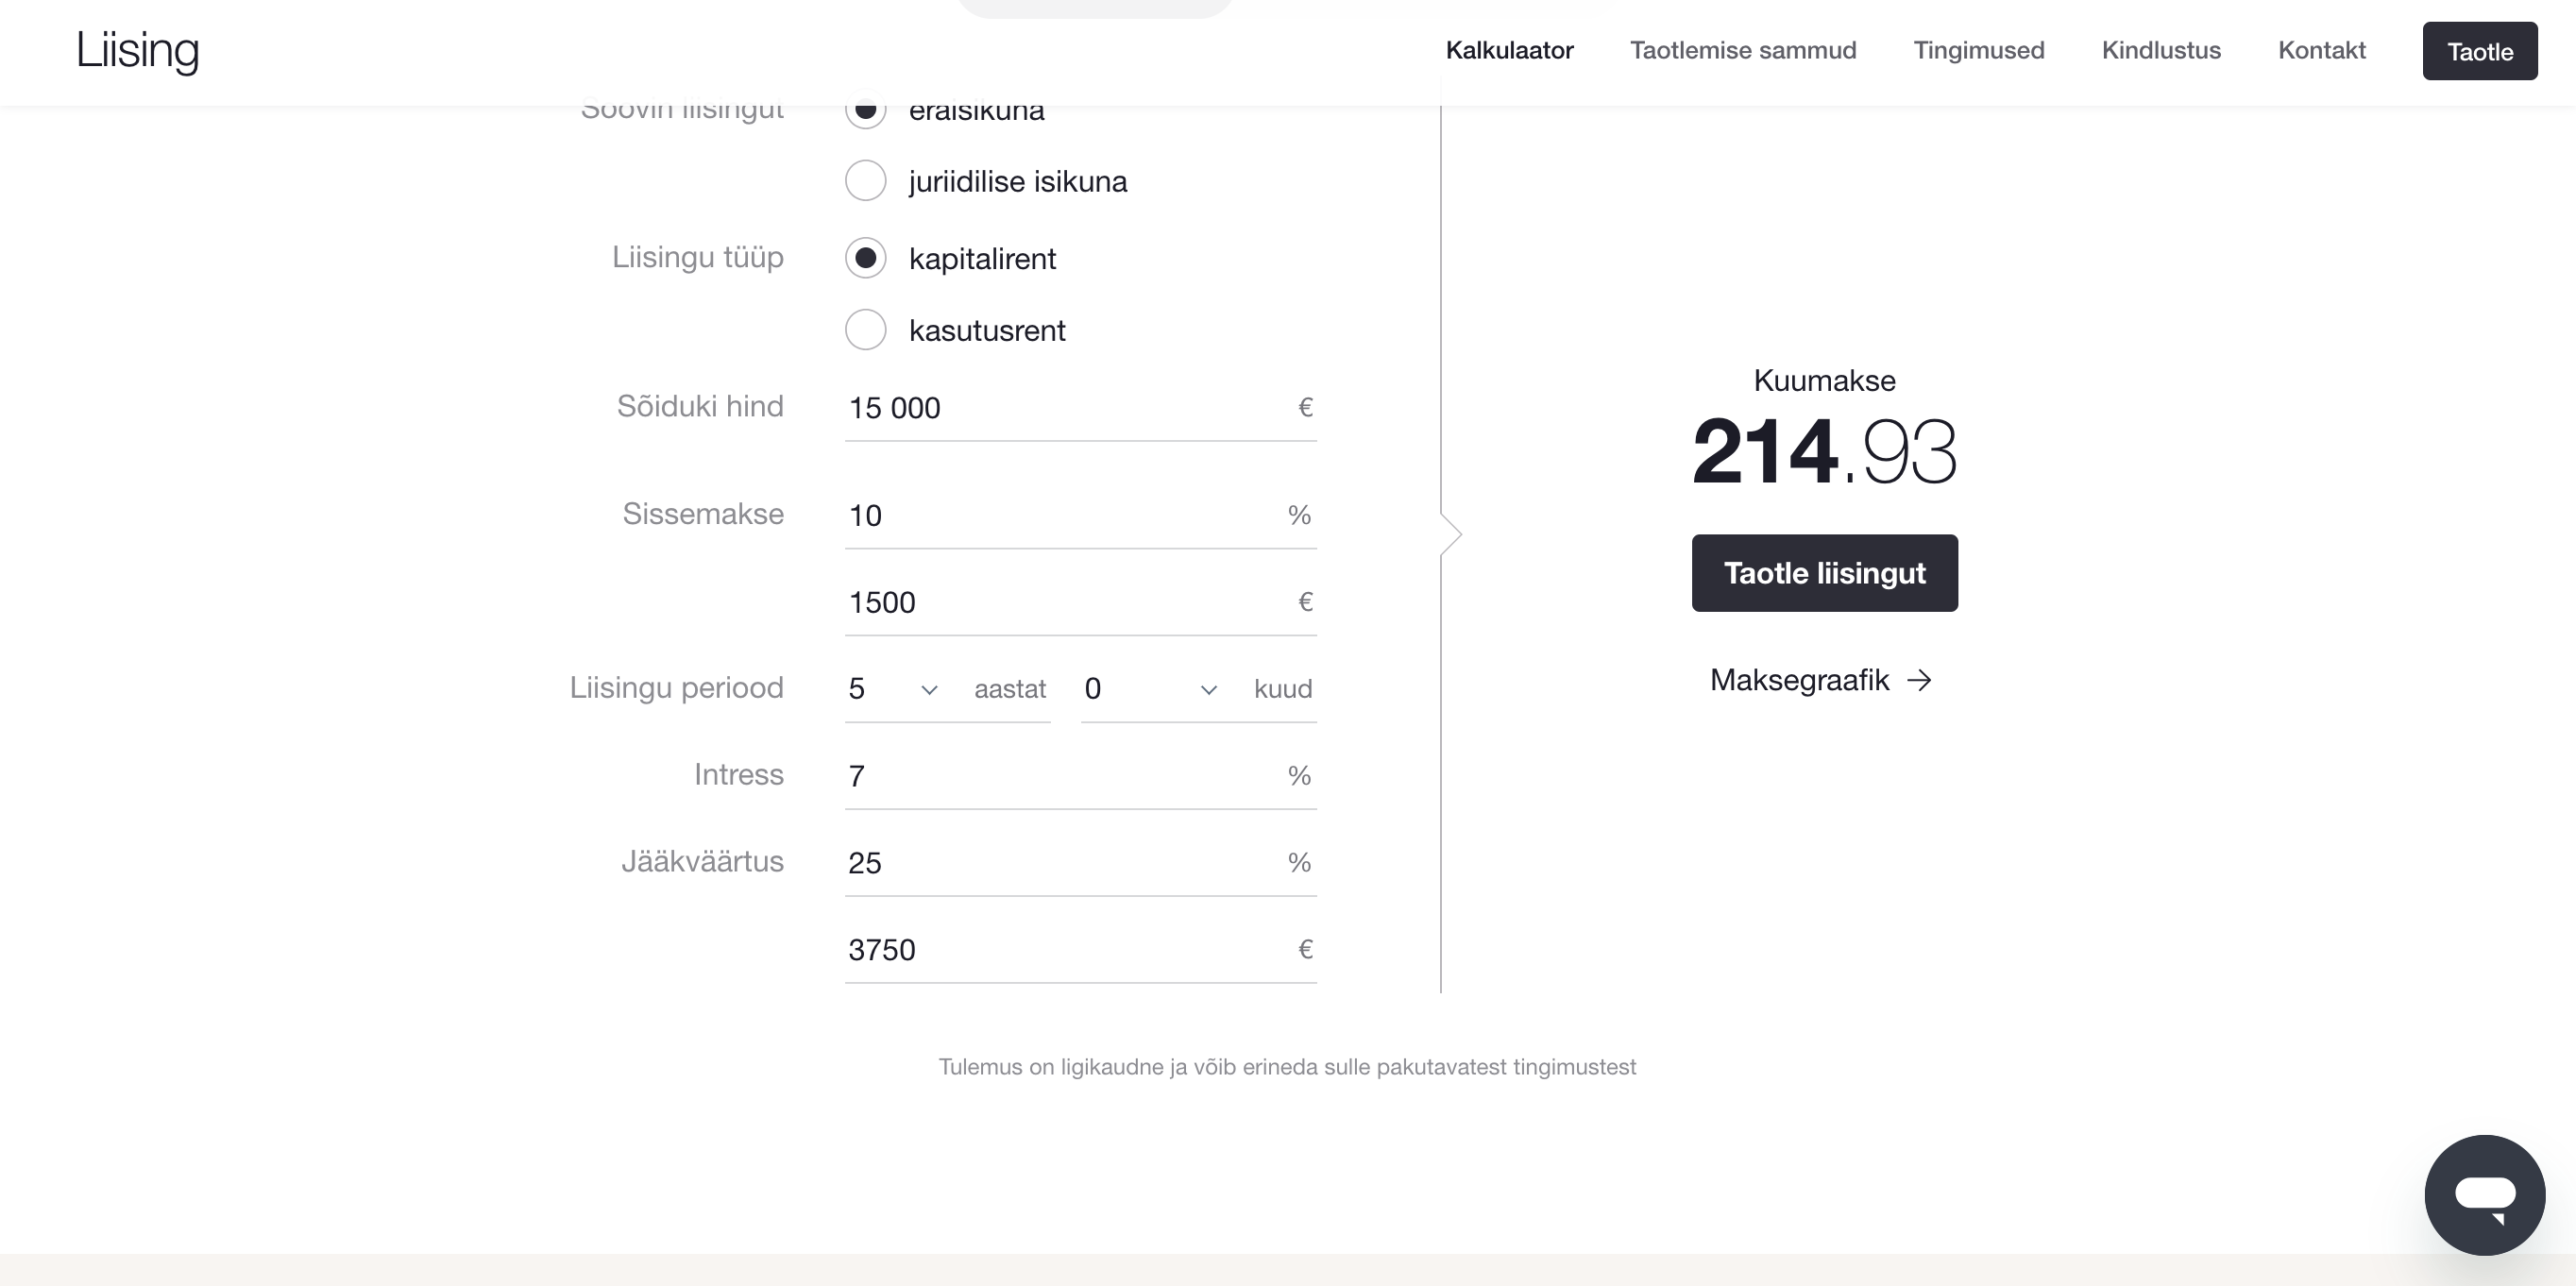 Liising
Kalkulaator Taotlemise sammud Tingimused Kindlustus Kontakt Taotle
Soovin liisingut eraisikuna
juriidilise isikuna
Liisingu tüüp kapitalirent
kasutusrent
Sõiduki hind 15 000 €
Sissemakse 10 %
1500 €
Liisingu periood 5 aastat 0 kuud
Intress 7 %
Jääkväärtus 25 %
3750 €
Kuumakse
214.93
Taotle liisingut
Maksegraafik →
Tulemus on ligikaudne ja võib erineda sulle pakutavatest tingimustest